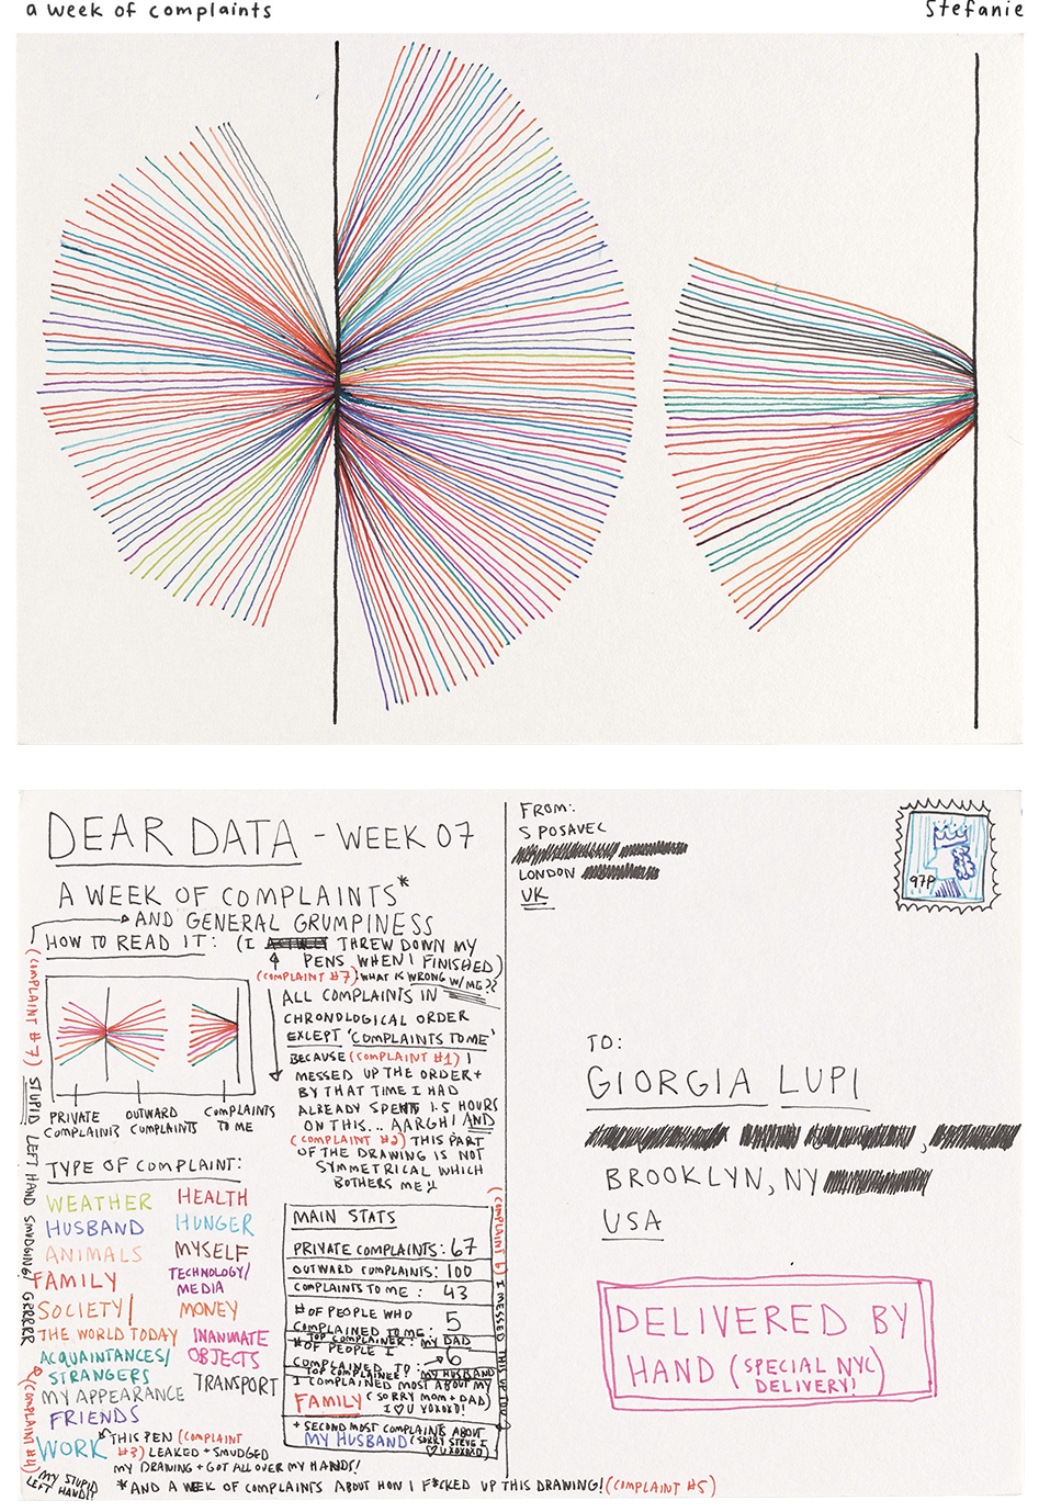 a week of complaints
Stefanie
DEAR DATA - WEEK 07
A WEEK OF COMPLAINTS*
AND GENERAL GRUMPINESS
HOW TO READ IT: (I THREW DOWN MY
PENS WHEN I FINISHED)
(COMPLAINT #7) WHAT IS WRONG W/ ME??
ALL COMPLAINTS IN
CHRONOLOGICAL ORDER
EXCEPT 'COMPLAINTS TO ME'
BECAUSE (COMPLAINT #1) I
MESSED UP THE ORDER +
BY THAT TIME I HAD
ALREADY SPENT 1.5 HOURS
ON THIS... AARGH! AND
(COMPLAINT #2) THIS PART
OF THE DRAWING IS NOT
SYMMETRICAL WHICH
BOTHERS ME
PRIVATE COMPLAINTS
OUTWARD COMPLAINTS
COMPLAINTS TO ME
(COMPLAINT #7) STUPID LEFT HAND SMUDGING! GRRRRR
TYPE OF COMPLAINT:
WEATHER
HUSBAND
ANIMALS
FAMILY
SOCIETY/
THE WORLD TODAY
ACQUAINTANCES/
STRANGERS
MY APPEARANCE
FRIENDS
WORK
HEALTH
HUNGER
MYSELF
TECHNOLOGY/
MEDIA
MONEY
INANIMATE
OBJECTS
TRANSPORT
THIS PEN (COMPLAINT
#3) LEAKED + SMUDGED
MY DRAWING + GOT ALL OVER MY HANDS!
(COMPLAINT #4)
MY STUPID
LEFT HAND!!
MAIN STATS
PRIVATE COMPLAINTS: 67
OUTWARD COMPLAINTS: 100
COMPLAINTS TO ME: 43
# OF PEOPLE WHO
COMPLAINED TO ME: 5
TOP COMPLAINER: MY DAD
# OF PEOPLE I
COMPLAINED TO: 6
TOP COMPLAINEE? MY HUSBAND
I COMPLAINED MOST ABOUT MY
FAMILY (SORRY MOM + DAD)
I ♡ U XOXOXO!
+ SECOND MOST COMPLAINTS ABOUT
MY HUSBAND (SORRY STEVE I
♡ U XOXOXO)
(COMPLAINT 6) I MESSED THIS UP TOO
*AND A WEEK OF COMPLAINTS ABOUT HOW I F*CKED UP THIS DRAWING! (COMPLAINT #5)
FROM:
S POSAVEC
LONDON
UK
97P
TO:
GIORGIA LUPI
BROOKLYN, NY
USA
DELIVERED BY
HAND (SPECIAL NYC
DELIVERY!)